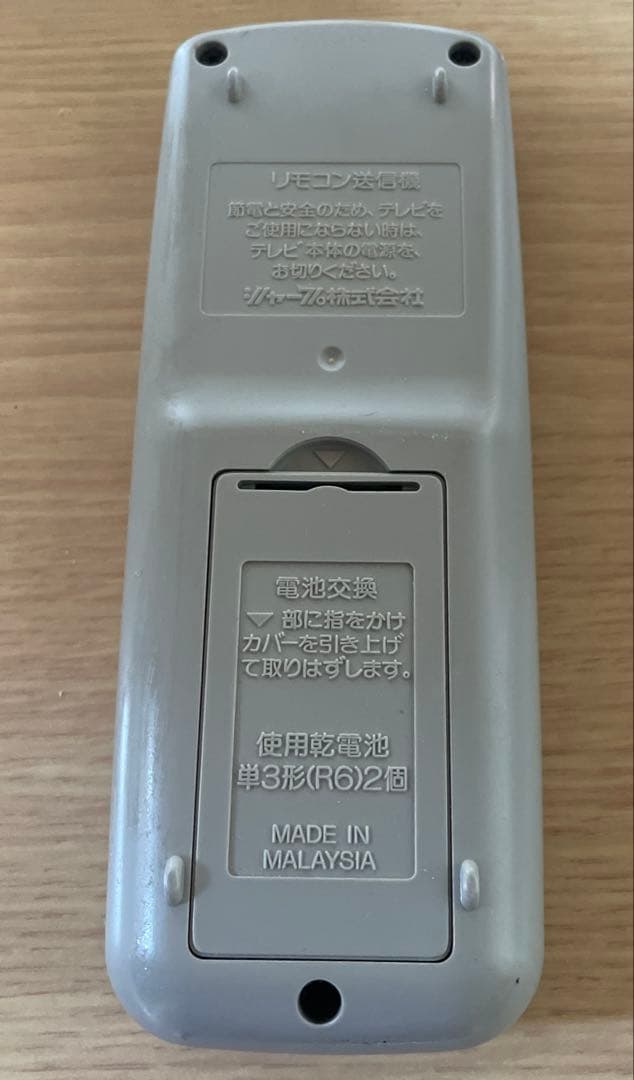 リモコン送信機
節電と安全のため、テレビを
ご使用にならない時は、
テレビ本体の電源を、
お切りください。
シャープ株式会社
電池交換
▽ 部に指をかけ
カバーを引き上げ
て取りはずします。
使用乾電池
単3形(R6)2個
MADE IN
MALAYSIA